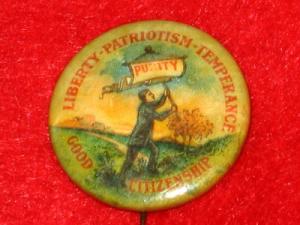 LIBERTY-PATRIOTISM-TEMPERANCE
PURITY
GOOD CITIZENSHIP